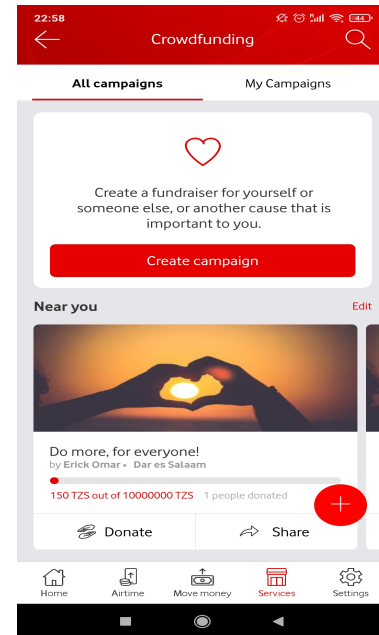 22:58
44
Crowdfunding
All campaigns
My Campaigns
Create a fundraiser for yourself or
someone else, or another cause that is
important to you.
Create campaign
Near you
Edit
Do more, for everyone!
by Erick Omar • Dar es Salaam
150 TZS out of 10000000 TZS 1 people donated
Donate
Share
Home
Airtime
Move money
Services
Settings